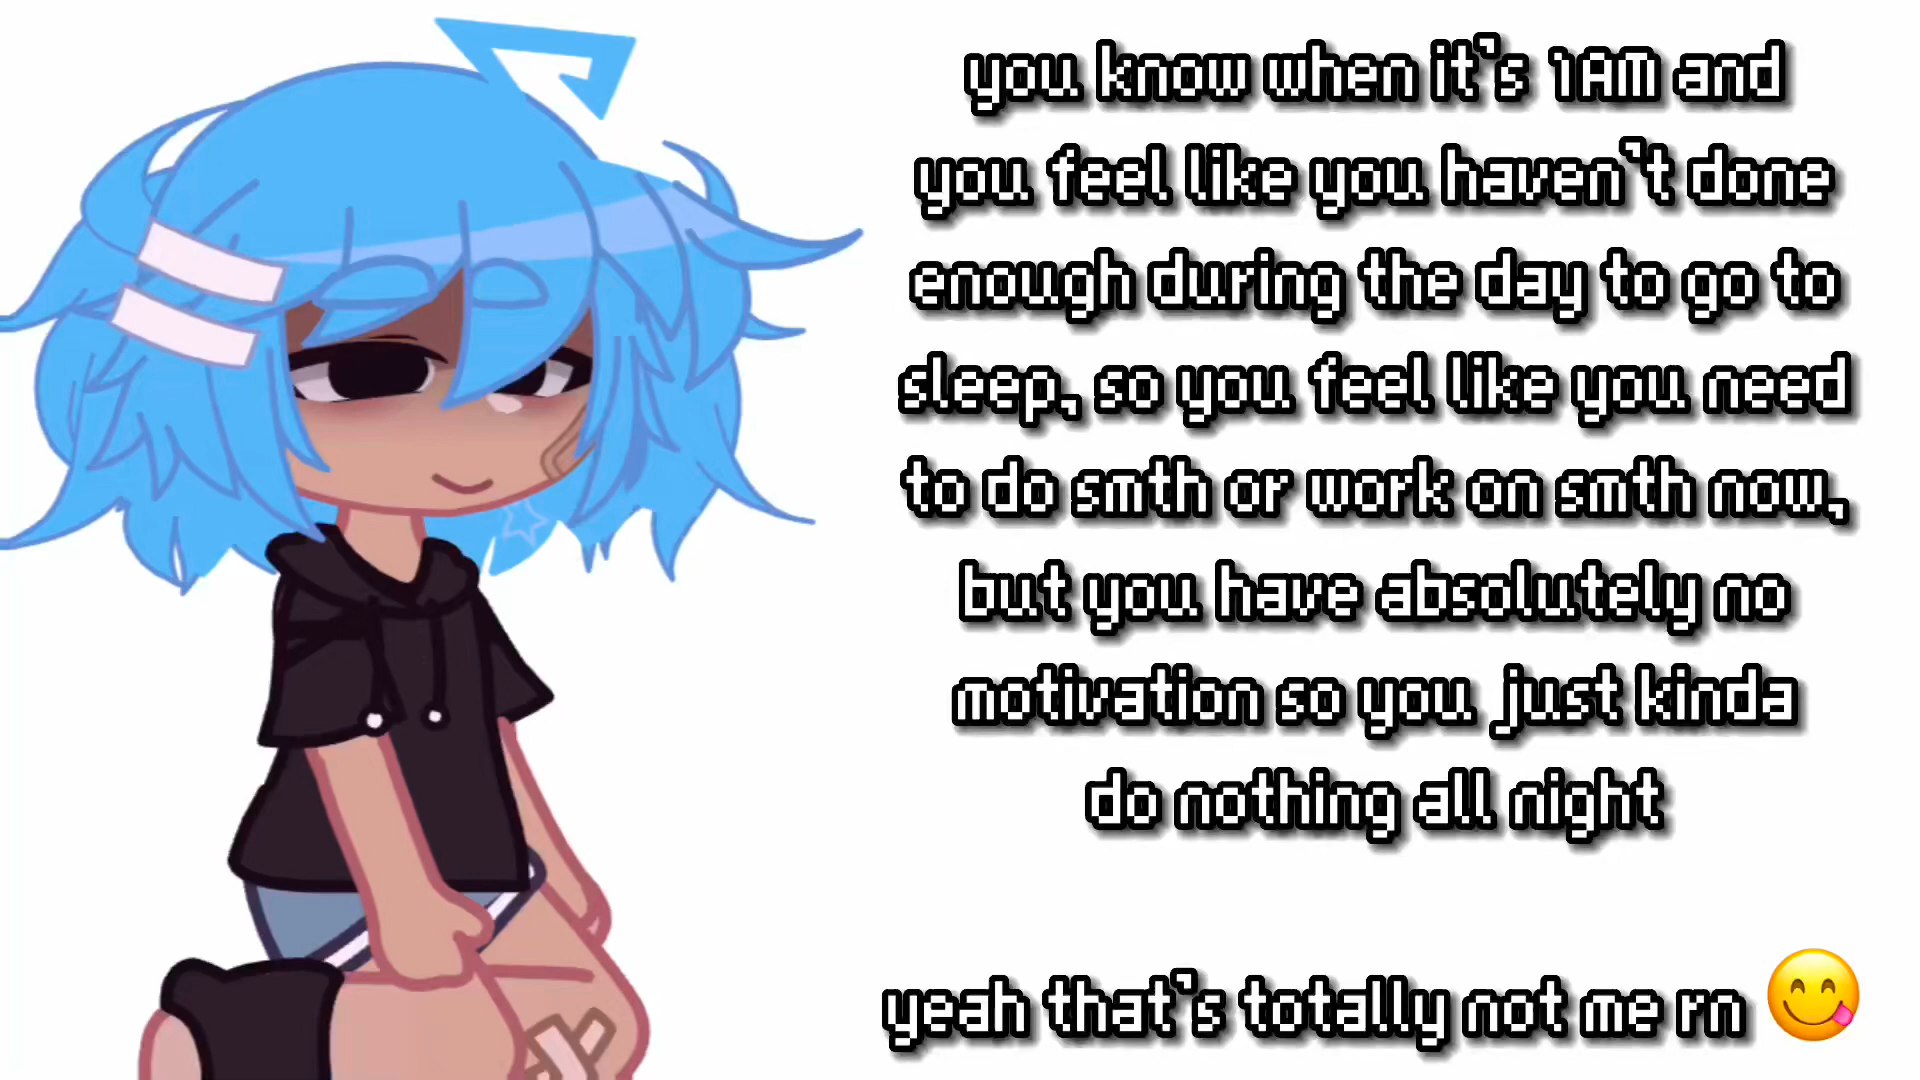 you know when it's 1AM and
you feel like you haven't done
enough during the day to go to
sleep, so you feel like you need
to do smth or work on smth now,
but you have absolutely no
motivation so you just kinda
do nothing all night
yeah that's totally not me rn 😋